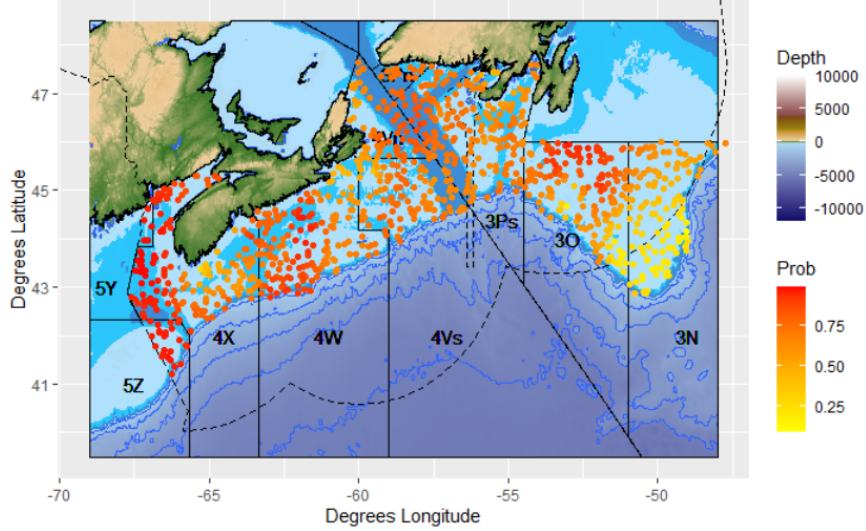 Depth
10000
5000
0
-5000
-10000
Prob
0.75
0.50
0.25
Degrees Latitude
47
45
43
41
3Ps
3O
5Y
4X
4W
4Vs
3N
5Z
-70
-65
-60
-55
-50
Degrees Longitude